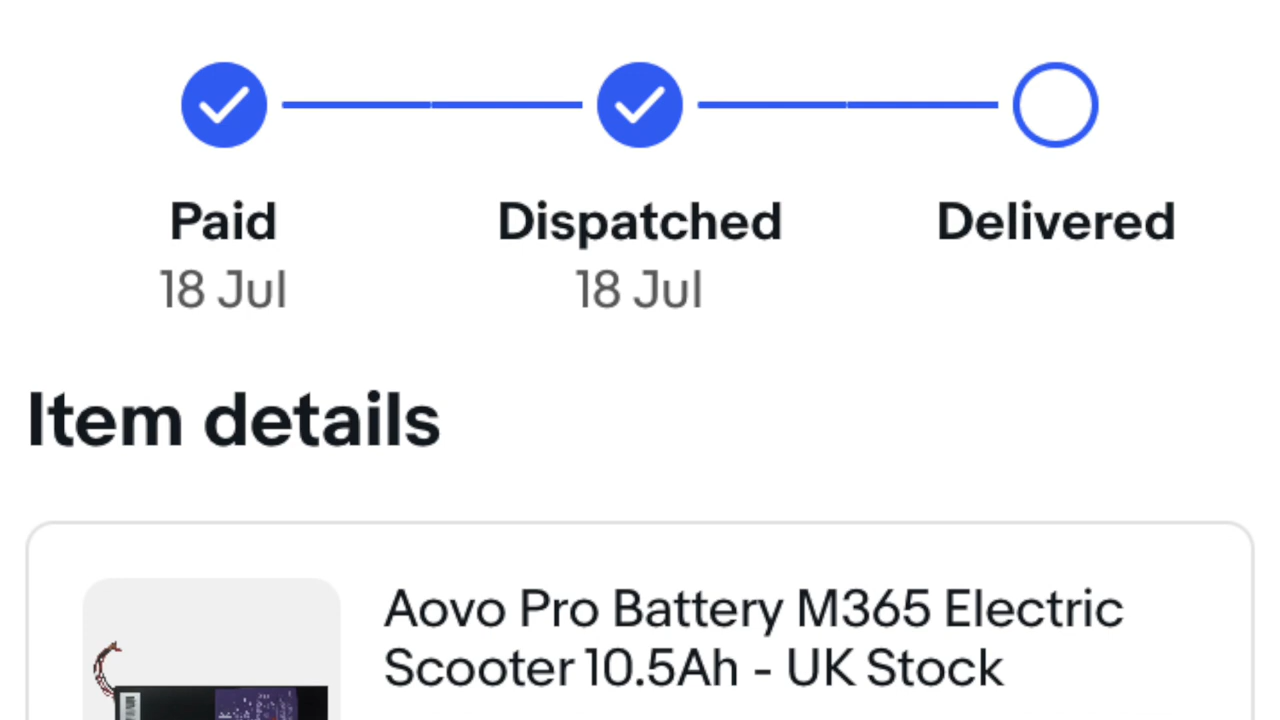 Paid
Dispatched
Delivered
18 Jul
18 Jul
Item details
Aovo Pro Battery M365 Electric
Scooter 10.5Ah - UK Stock